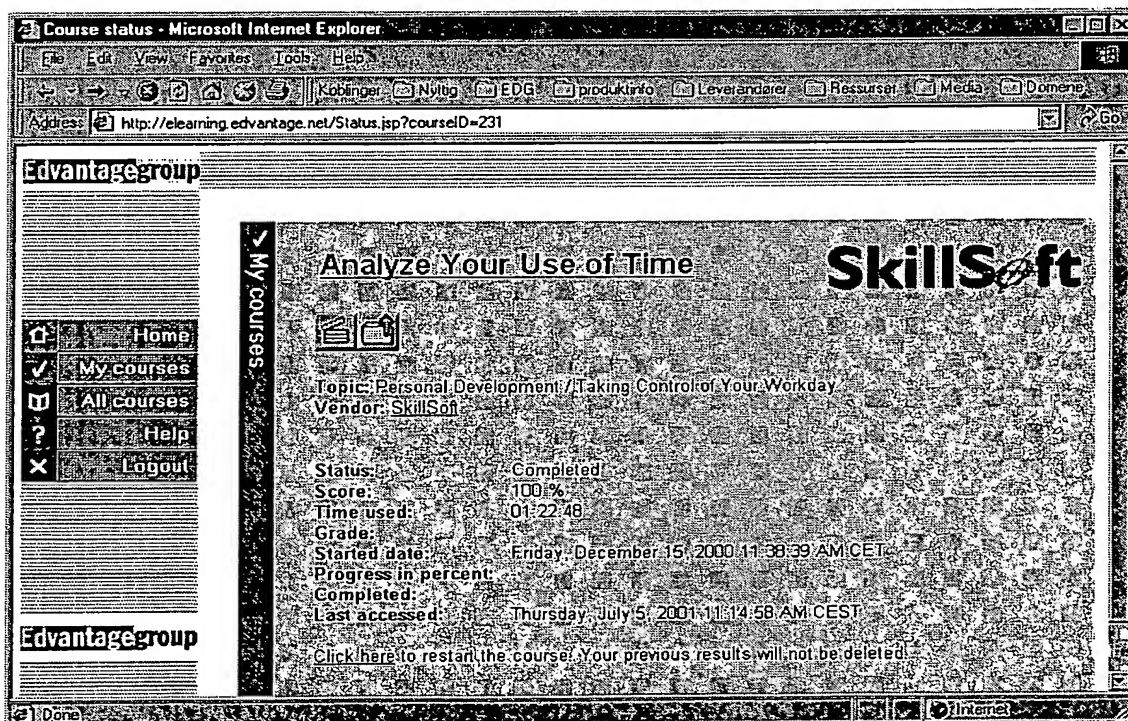 Course status - Microsoft Internet Explorer
File Edit View Favorites Tools Help
Koblinger Nyttig EDG produktinfo Leverandører Ressurser Media Domene
Address http://elearning.edvantage.net/Status.jsp?courseID=231 Go
Edvantagegroup
✓ My courses
Analyze Your Use of Time
SkillSoft
Home
My courses
All courses
? Help
Logout
Topic: Personal Development / Taking Control of Your Workday
Vendor: SkillSoft
Status: Completed
Score: 100 %
Time used: 01:22:48
Grade:
Started date: Friday, December 15, 2000 11:38:39 AM CET
Progress in percent:
Completed:
Last accessed: Thursday, July 5, 2001 11:14:58 AM CEST
Click here to restart the course. Your previous results will not be deleted.
Edvantagegroup
Done Internet